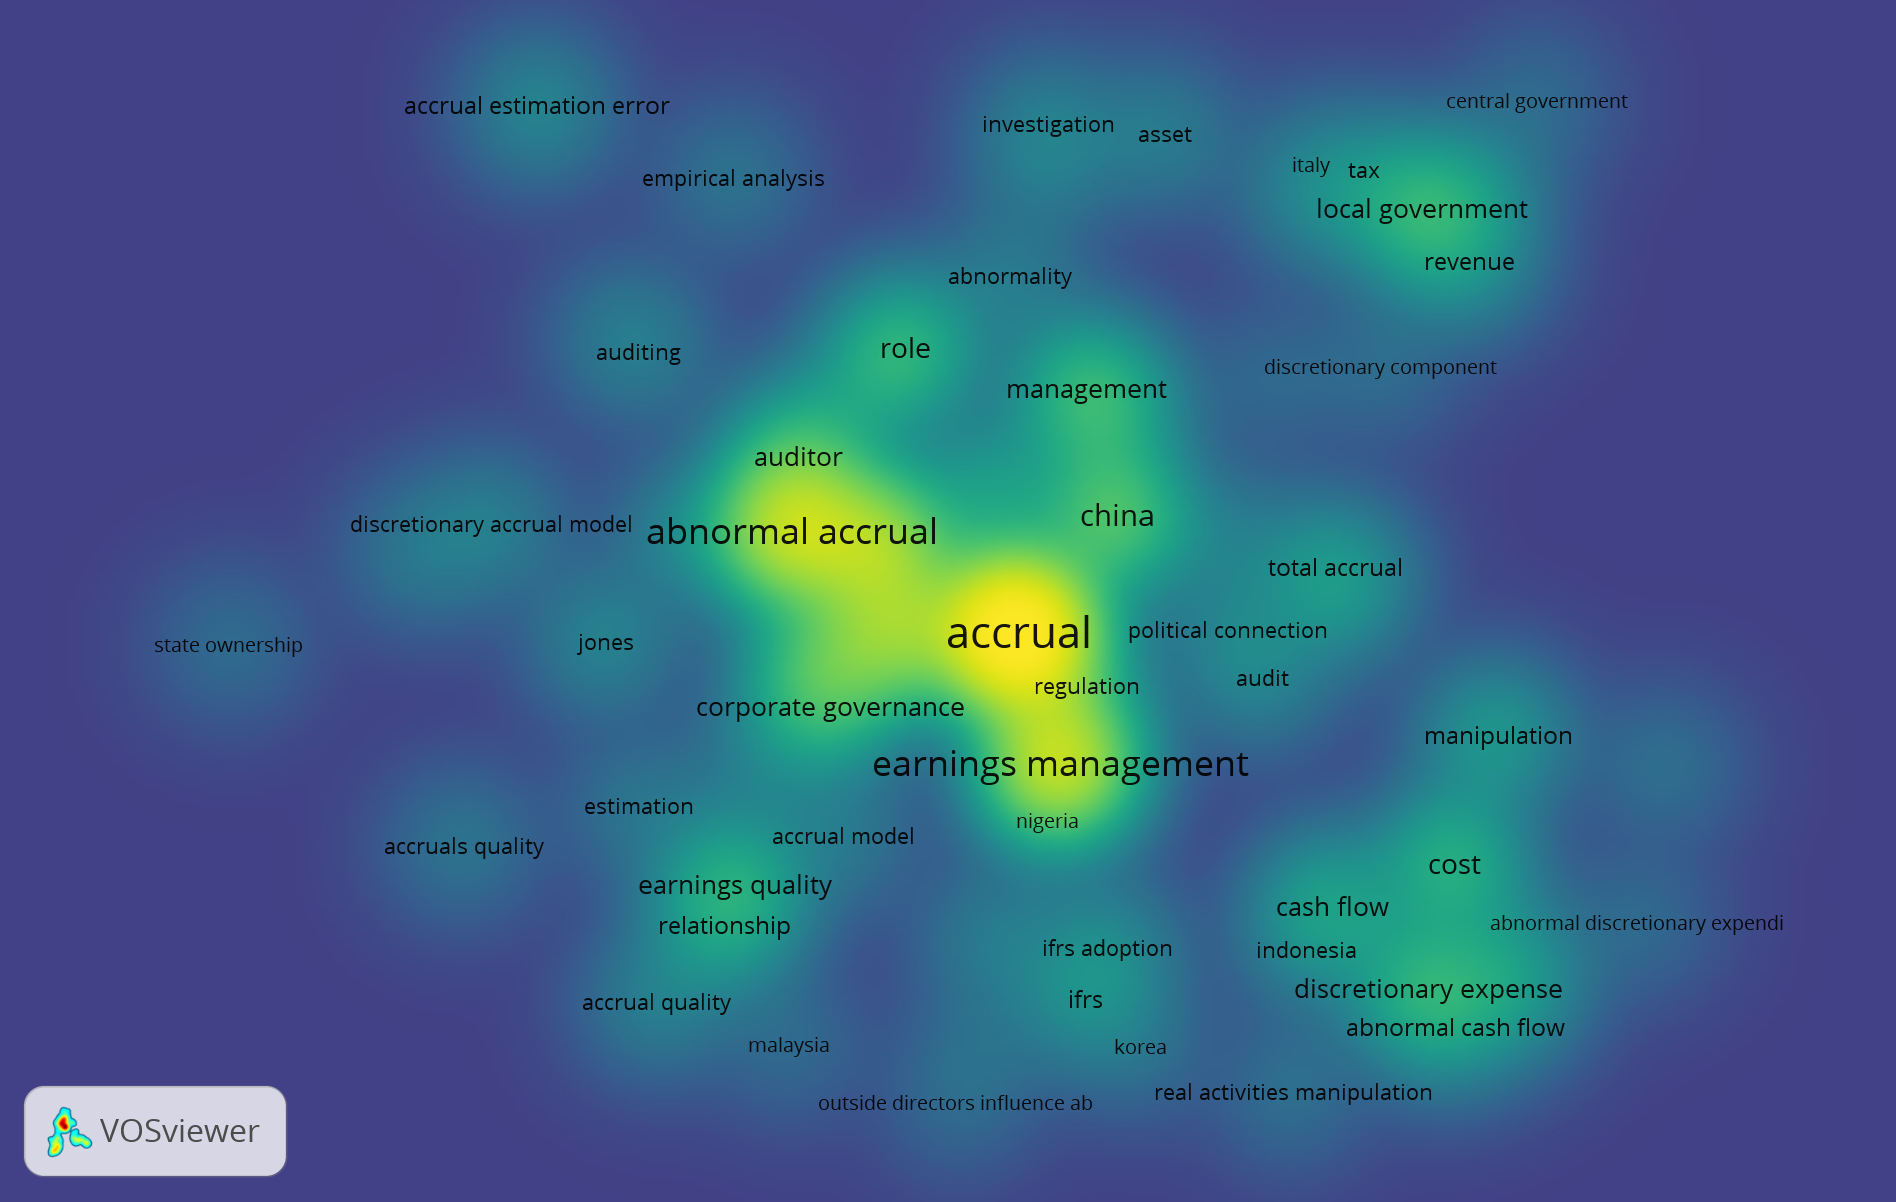 central government
accrual estimation error
investigation
asset
italy
tax
empirical analysis
local government
revenue
abnormality
role
auditing
discretionary component
management
auditor
china
discretionary accrual model
abnormal accrual
total accrual
accrual
political connection
jones
state ownership
audit
regulation
corporate governance
manipulation
earnings management
estimation
nigeria
accrual model
accruals quality
cost
earnings quality
cash flow
relationship
abnormal discretionary expendi
ifrs adoption
indonesia
discretionary expense
accrual quality
ifrs
abnormal cash flow
malaysia
korea
real activities manipulation
outside directors influence ab
VOSviewer